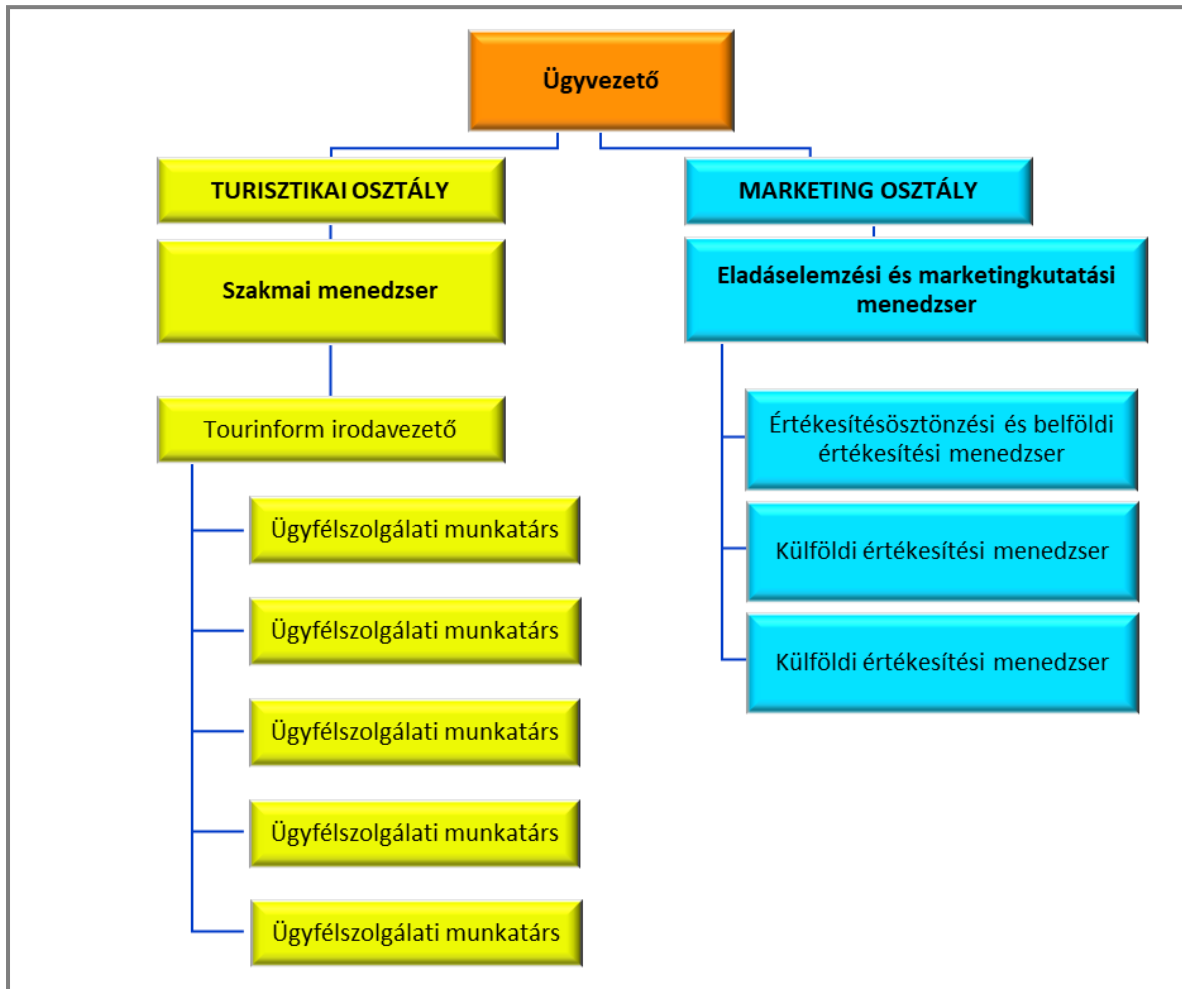 Ügyvezető
TURISZTIKAI OSZTÁLY
Szakmai menedzser
Tourinform irodavezető
Ügyfélszolgálati munkatárs
Ügyfélszolgálati munkatárs
Ügyfélszolgálati munkatárs
Ügyfélszolgálati munkatárs
Ügyfélszolgálati munkatárs
MARKETING OSZTÁLY
Eladáselemzési és marketingkutatási
menedzser
Értékesítésösztönzési és belföldi
értékesítési menedzser
Külföldi értékesítési menedzser
Külföldi értékesítési menedzser